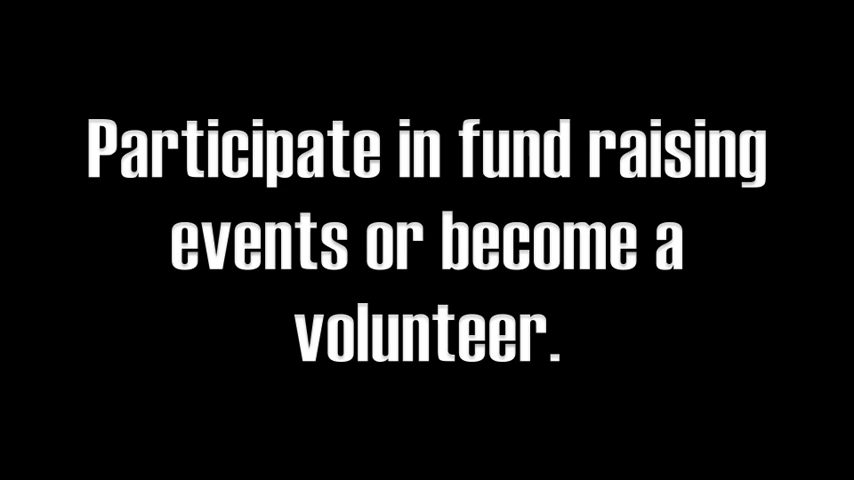 Participate in fund raising
events or become a
volunteer.